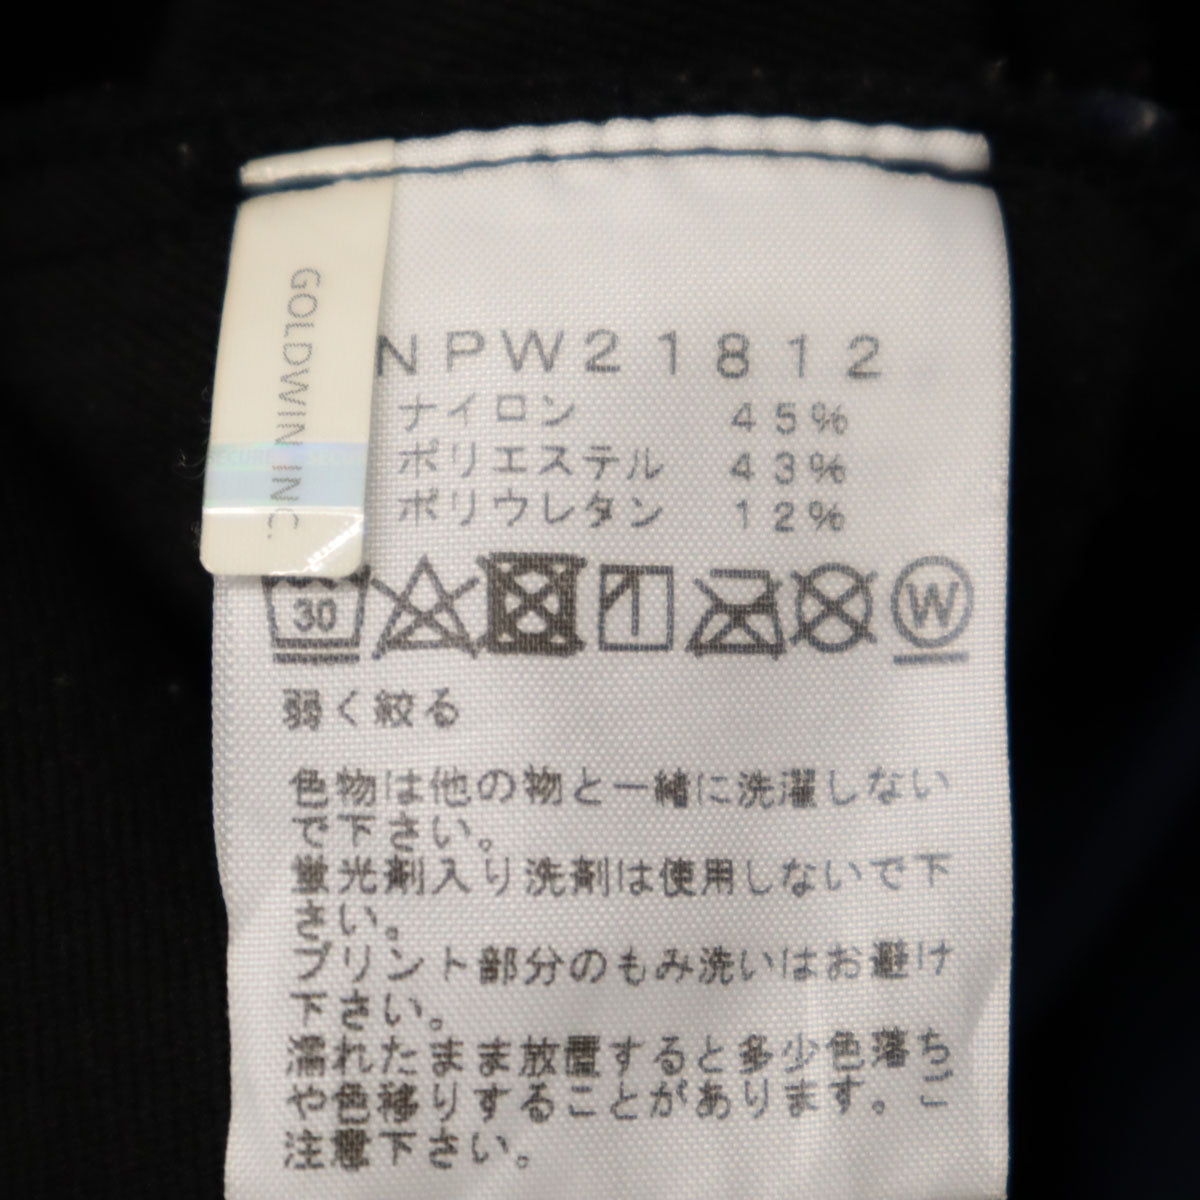 GOLDWIN INC.
NPW21812
ナイロン 45%
ポリエステル 43%
ポリウレタン 12%
30
W
弱く絞る
色物は他の物と一緒に洗濯しない
で下さい。
蛍光剤入り洗剤は使用しないで下
さい。
プリント部分のもみ洗いはお避け
下さい。
濡れたまま放置すると多少色落ち
や色移りすることがあります。ご
注意下さい。